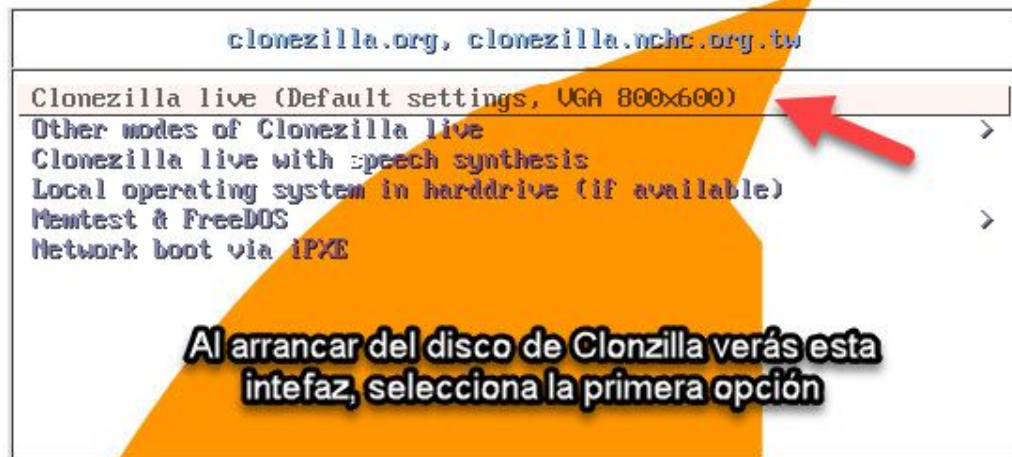 clonezilla.org, clonezilla.nchc.org.tw
Clonezilla live (Default settings, VGA 800x600)
Other modes of Clonezilla live >
Clonezilla live with speech synthesis
Local operating system in harddrive (if available)
Memtest & FreeDOS >
Network boot via iPXE
Al arrancar del disco de Clonzilla verás esta
intefaz, selecciona la primera opción